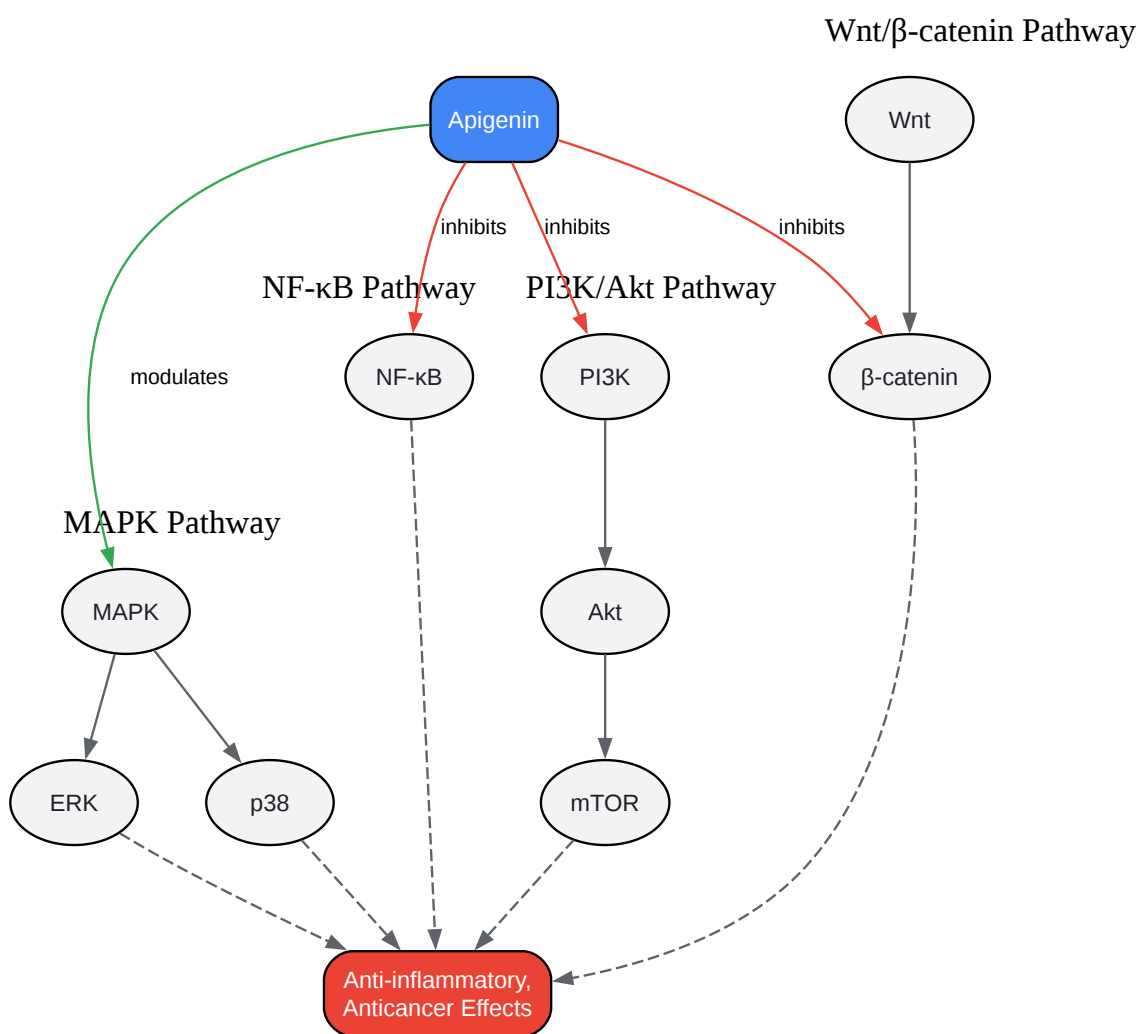 Wnt/β-catenin Pathway
Apigenin
Wnt
inhibits
inhibits
inhibits
NF-κB Pathway
PI3K/Akt Pathway
modulates
NF-κB
PI3K
β-catenin
MAPK Pathway
MAPK
Akt
ERK
p38
mTOR
Anti-inflammatory,
Anticancer Effects